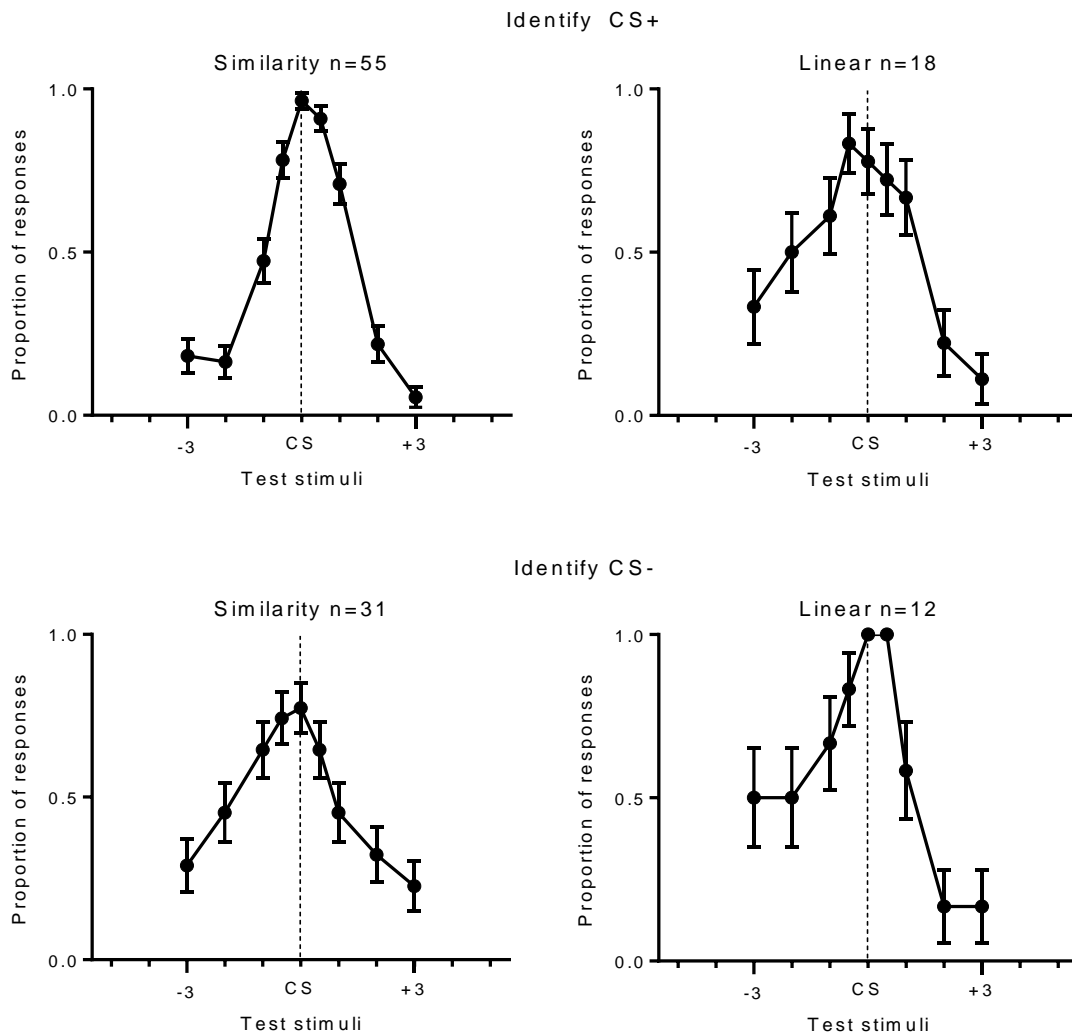 Identify CS+
Similarity n=55
Linear n=18
1.0
0.5
0.0
Proportion of responses
-3
CS
+3
Test stimuli
1.0
0.5
0.0
Proportion of responses
-3
CS
+3
Test stimuli
Identify CS-
Similarity n=31
Linear n=12
1.0
0.5
0.0
Proportion of responses
-3
CS
+3
Test stimuli
1.0
0.5
0.0
Proportion of responses
-3
CS
+3
Test stimuli